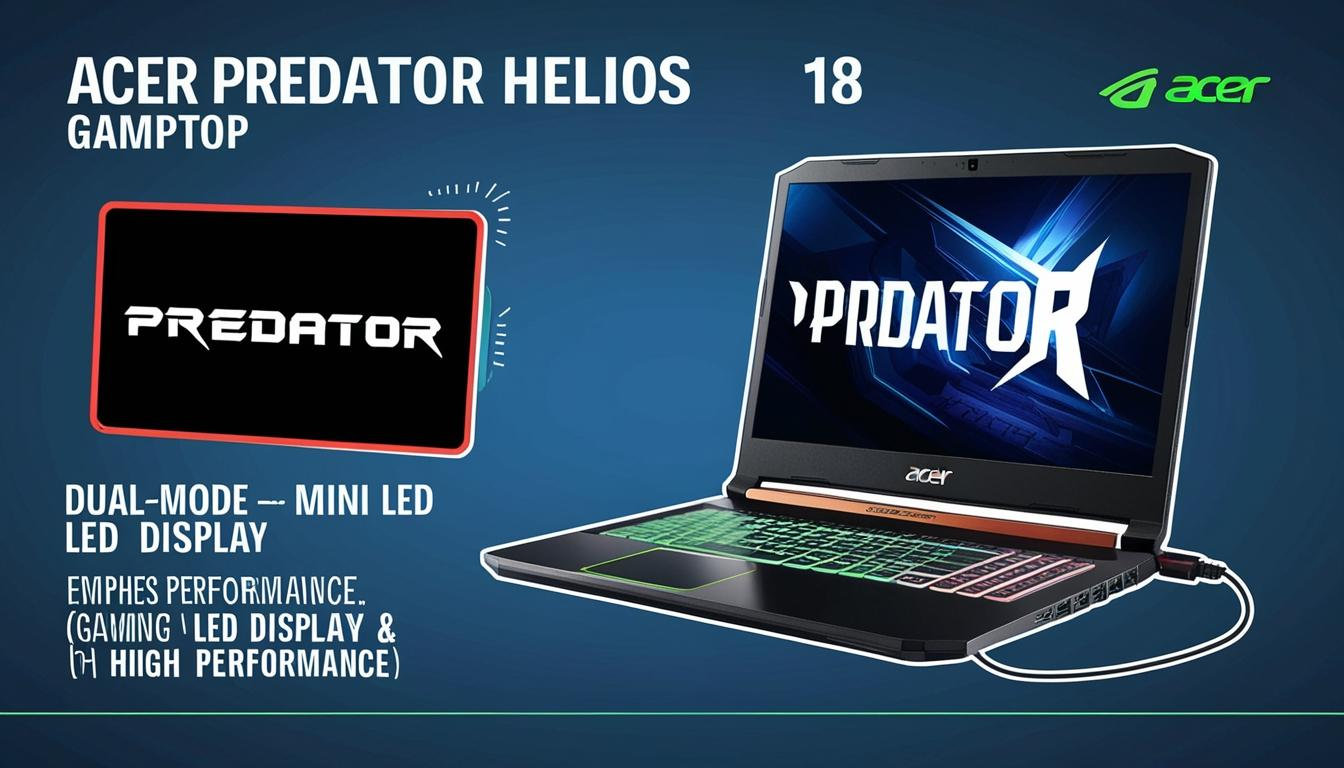 ACER PREDATOR HELIOS 18
GAMPTOP
acer
PREDATOR
PRDATOR
acer
DUAL-MODE — MINI LED
LED DISPLAY
EMPHES PERFORMAINCE.
(GAMING LED DISPLAY &
HIIGH PERFORMANCE)